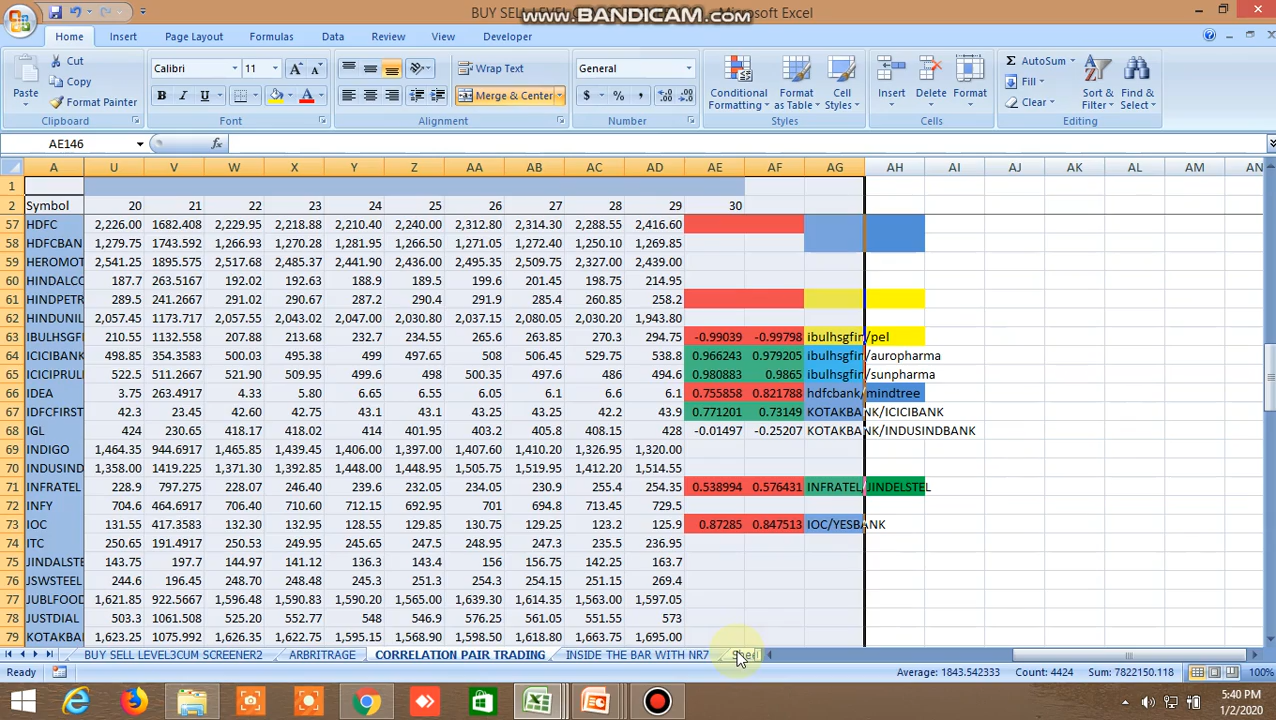 BUY SELL LEVEL Microsoft Excel
www.BANDICAM.com
Home Insert Page Layout Formulas Data Review View Developer
Cut Calibri 11 Wrap Text General AutoSum
Paste Copy Conditional Formatting Format as Table Cell Styles Insert Delete Format Fill Sort & Filter Find & Select
Format Painter Merge & Center Clear
Clipboard Font Alignment Number Styles Cells Editing
AE146
A U V W X Y Z AA AB AC AD AE AF AG AH AI AJ AK AL AM AN
1
2 Symbol 20 21 22 23 24 25 26 27 28 29 30
57 HDFC 2,226.00 1682.408 2,229.95 2,218.88 2,210.40 2,240.00 2,312.80 2,314.30 2,288.55 2,416.60
58 HDFCBAN 1,279.75 1743.592 1,266.93 1,270.28 1,281.95 1,266.50 1,271.05 1,272.40 1,250.10 1,269.85
59 HEROMOT 2,541.25 1895.575 2,517.68 2,485.37 2,441.90 2,436.00 2,495.35 2,509.75 2,327.00 2,439.00
60 HINDALCO 187.7 263.5167 192.10 192.93 188.9 189.5 199.6 201.45 198.75 214.95
61 HINDPETR 289.5 241.2667 291.02 290.67 287.2 290.4 291.9 285.4 260.85 258.2
62 HINDUNIL 2,057.45 1173.717 2,057.55 2,043.02 2,047.00 2,030.80 2,037.15 2,080.05 2,030.20 1,943.80
63 IBULHSGF 210.55 1132.558 207.88 213.68 232.7 234.55 265.6 263.85 270.3 294.75 -0.99039 -0.99798 ibulhsgfin/pel
64 ICICIBANK 498.85 354.3583 500.03 495.38 499 497.65 508 506.45 529.75 538.8 0.966243 0.979205 ibulhsgfir/auropharma
65 ICICIPRUL 522.5 375.2617 521.90 509.93 499.6 498 500.35 497.6 486 494.6 0.980883 0.9865 ibulhsgfir/sunpharma
66 IDEA 3.75 263.4917 4.33 5.80 6.65 6.55 6.05 6.1 6.6 6.1 0.755858 0.821788 hdfcbank/mindtree
67 IDFCFIRST 42.3 23.45 42.60 42.77 43.1 43.1 43.25 43.25 42.2 43.9 0.771201 0.73149 KOTAKBANK/ICICIBANK
68 IGL 424 230.65 418.17 418.02 414 401.95 403.2 405.8 408.15 428 -0.01497 -0.25207 KOTAKBANK/INDUSINDBANK
69 INDIGO 1,464.35 944.6917 1,465.85 1,439.10 1,406.00 1,397.00 1,407.60 1,410.20 1,326.95 1,320.00
70 INDUSIND 1,358.00 1419.225 1,371.30 1,392.85 1,448.00 1,448.95 1,505.75 1,519.95 1,412.20 1,514.55
71 INFRATEL 228.9 797.275 228.07 246.40 239.6 232.05 234.05 260.1 255.4 254.35 0.538994 0.576431 INFRATEL/JINDELSTEL
72 INFY 704.6 464.6917 706.40 710.60 712.15 692.95 701 702.9 713.45 729.5
73 IOC 131.55 417.3583 132.30 132.95 128.55 129.85 130.75 129.25 123.2 125.9 0.87285 0.847513 IOC/YESBANK
74 ITC 250.65 191.4917 250.53 249.95 245.65 247.5 248.95 247.2 235.5 236.95
75 JINDALSTE 143.75 197.7 144.97 141.12 136.3 143.4 156 156.75 142.25 163.7
76 JSWSTEEL 244.6 196.45 248.70 248.48 245.3 251.3 254.3 254.15 251.15 269.4
77 JUBLFOOD 1,621.85 922.5667 1,596.48 1,590.83 1,590.20 1,565.00 1,639.30 1,614.35 1,563.00 1,597.05
78 JUSTDIAL 503.3 1061.508 525.20 552.77 548 546.9 576.25 561.05 551.55 573
79 KOTAKBAN 1,623.25 1075.992 1,626.35 1,622.75 1,595.15 1,568.90 1,598.50 1,618.80 1,663.75 1,695.00
BUY SELL LEVEL3CUM SCREENER2 ARBRITRAGE CORRELATION PAIR TRADING INSIDE THE BAR WITH NR7
Ready Average: 1843.542333 Count: 4424 Sum: 7822150.118 100%
5:40 PM
1/2/2020